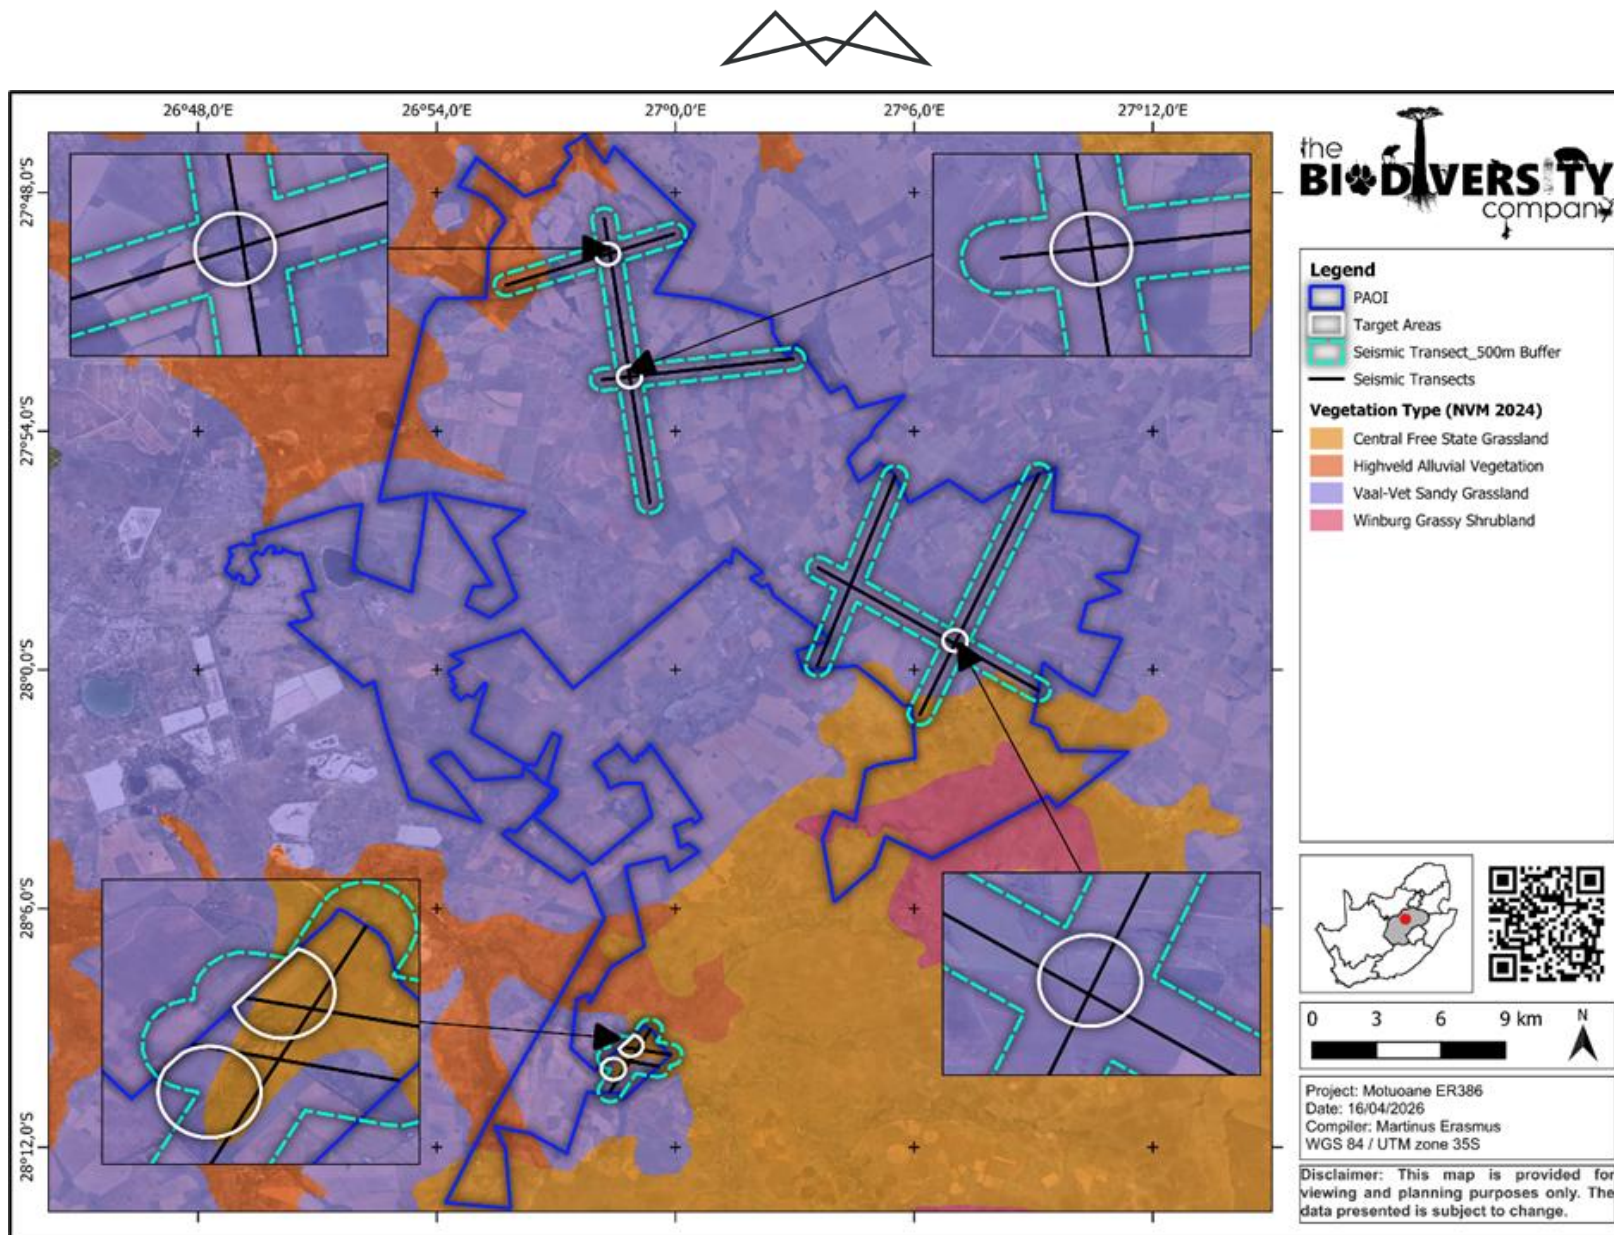 26°48,0'E 26°54,0'E 27°0,0'E 27°6,0'E 27°12,0'E
27°48,0'S
27°54,0'S
28°0,0'S
28°6,0'S
28°12,0'S
the
BIODIVERSITY
company
Legend
PAOI
Target Areas
Seismic Transect_500m Buffer
Seismic Transects
Vegetation Type (NVM 2024)
Central Free State Grassland
Highveld Alluvial Vegetation
Vaal-Vet Sandy Grassland
Winburg Grassy Shrubland
0 3 6 9 km
N
Project: Motuoane ER386
Date: 16/04/2026
Compiler: Martinus Erasmus
WGS 84 / UTM zone 35S
Disclaimer: This map is provided for
viewing and planning purposes only. The
data presented is subject to change.